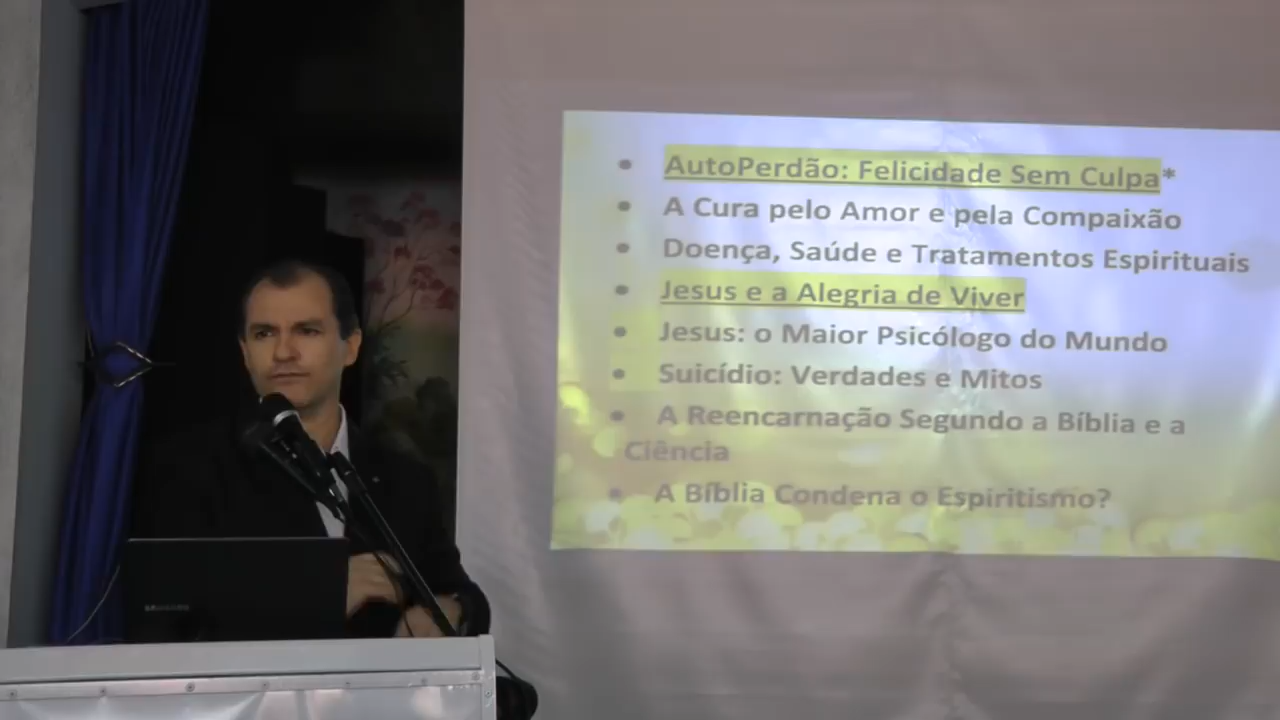 • AutoPerdão: Felicidade Sem Culpa*
• A Cura pelo Amor e pela Compaixão
• Doença, Saúde e Tratamentos Espirituais
• Jesus e a Alegria de Viver
• Jesus: o Maior Psicólogo do Mundo
• Suicídio: Verdades e Mitos
• A Reencarnação Segundo a Bíblia e a
Ciência
• A Bíblia Condena o Espiritismo?